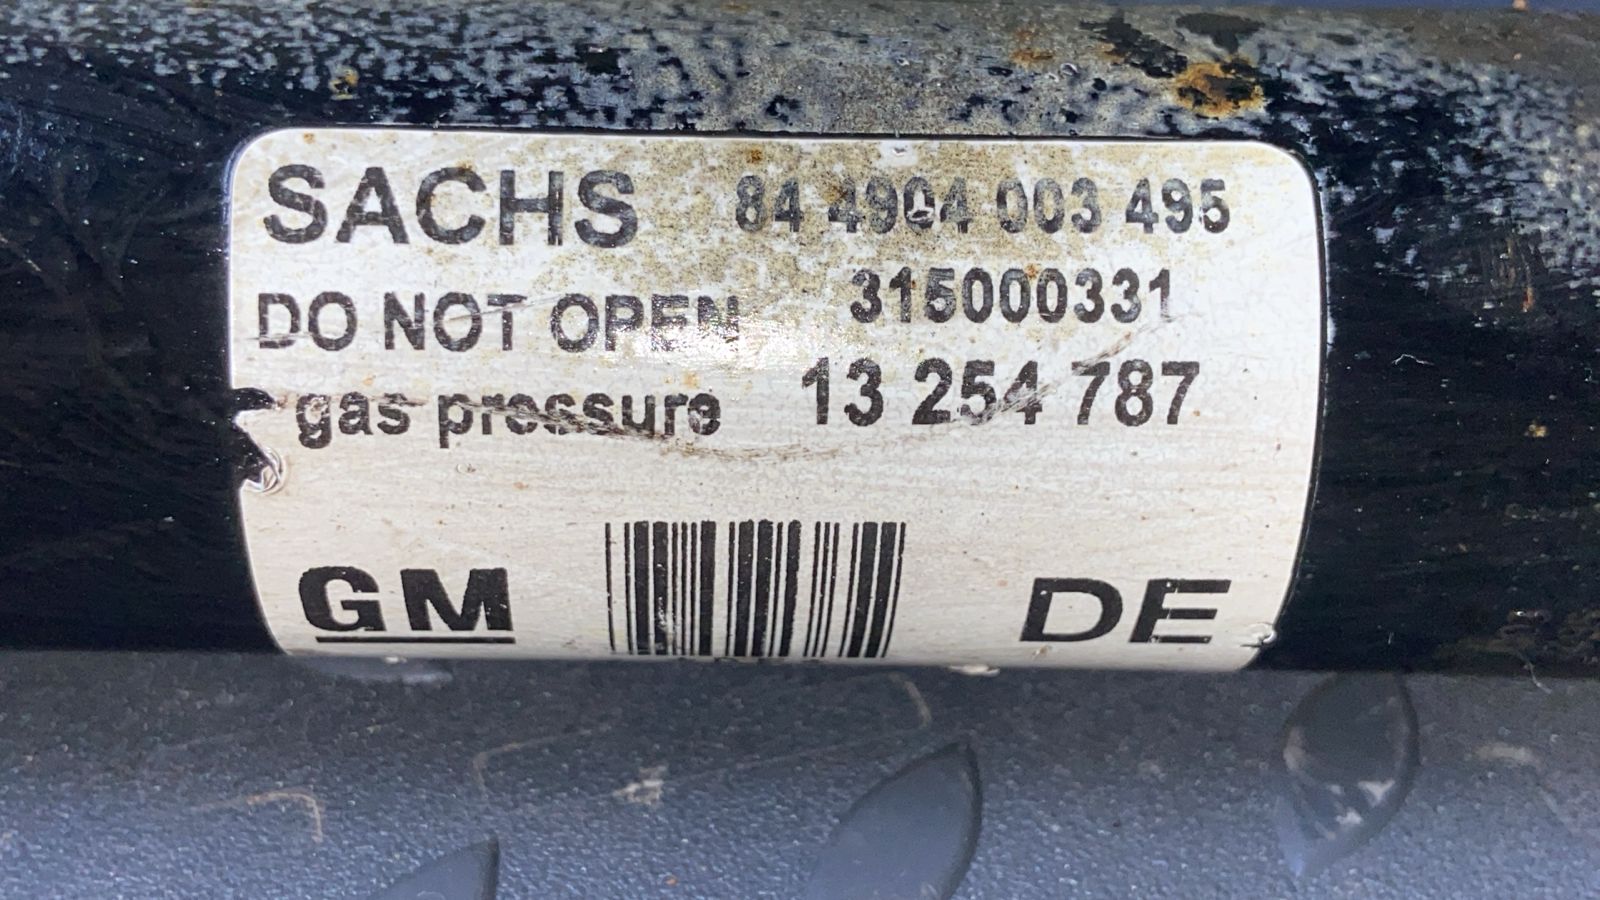 SACHS 84 4904 003 495
DO NOT OPEN 315000331
gas pressure 13 254 787
GM DE